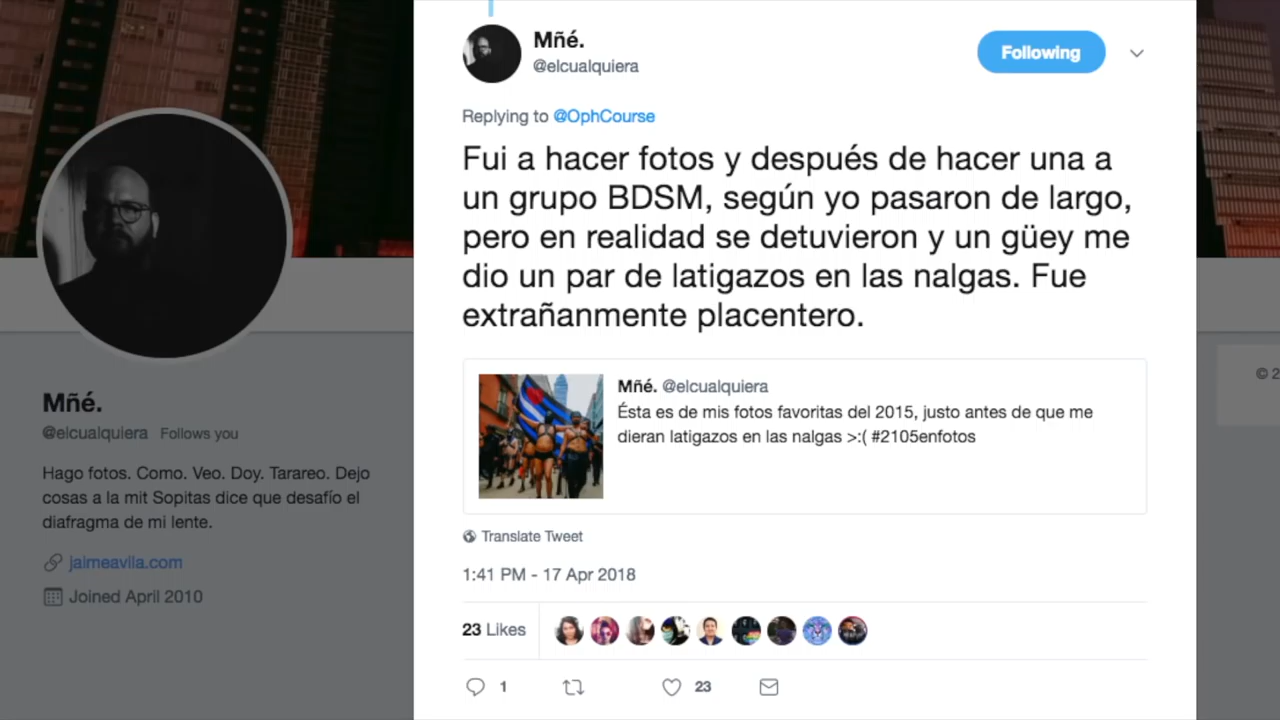 Mñé.
@elcualquiera
Following
Replying to @OphCourse
Fui a hacer fotos y después de hacer una a
un grupo BDSM, según yo pasaron de largo,
pero en realidad se detuvieron y un güey me
dio un par de latigazos en las nalgas. Fue
extrañanmente placentero.
Mñé. @elcualquiera
Ésta es de mis fotos favoritas del 2015, justo antes de que me
dieran latigazos en las nalgas >:( #2105enfotos
Translate Tweet
1:41 PM - 17 Apr 2018
23 Likes
1
23
Mñé.
@elcualquiera Follows you
Hago fotos. Como. Veo. Doy. Tarareo. Dejo
cosas a la mit Sopitas dice que desafío el
diafragma de mi lente.
jaimeavila.com
Joined April 2010
© 2